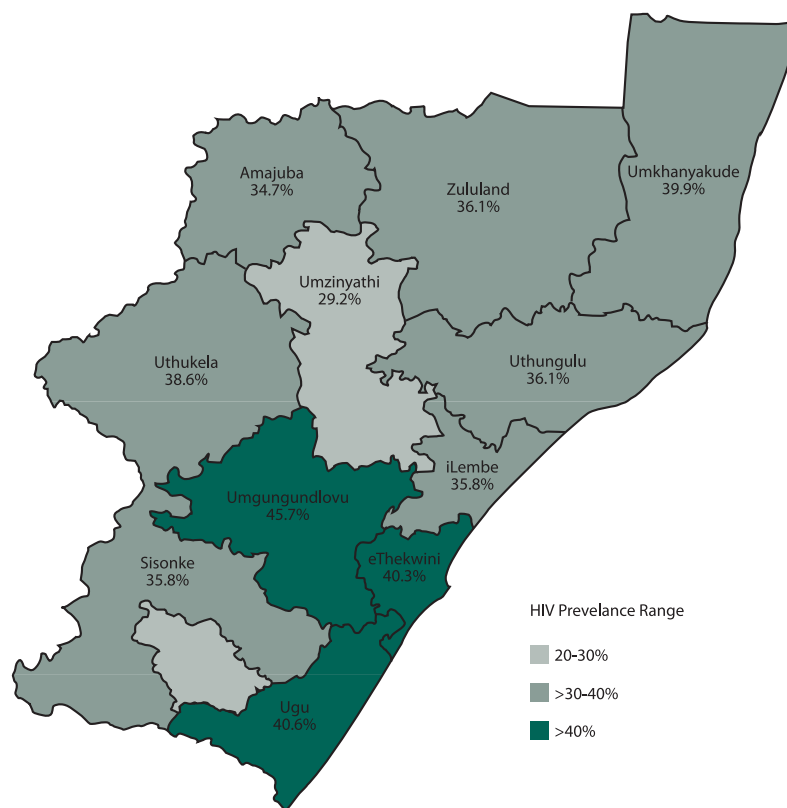 Amajuba
34.7%
Zululand
36.1%
Umkhanyakude
39.9%
Umzinyathi
29.2%
Uthukela
38.6%
Uthungulu
36.1%
iLembe
35.8%
Umgungundlovu
45.7%
eThekwini
40.3%
Sisonke
35.8%
Ugu
40.6%
HIV Prevelance Range
20-30%
>30-40%
>40%